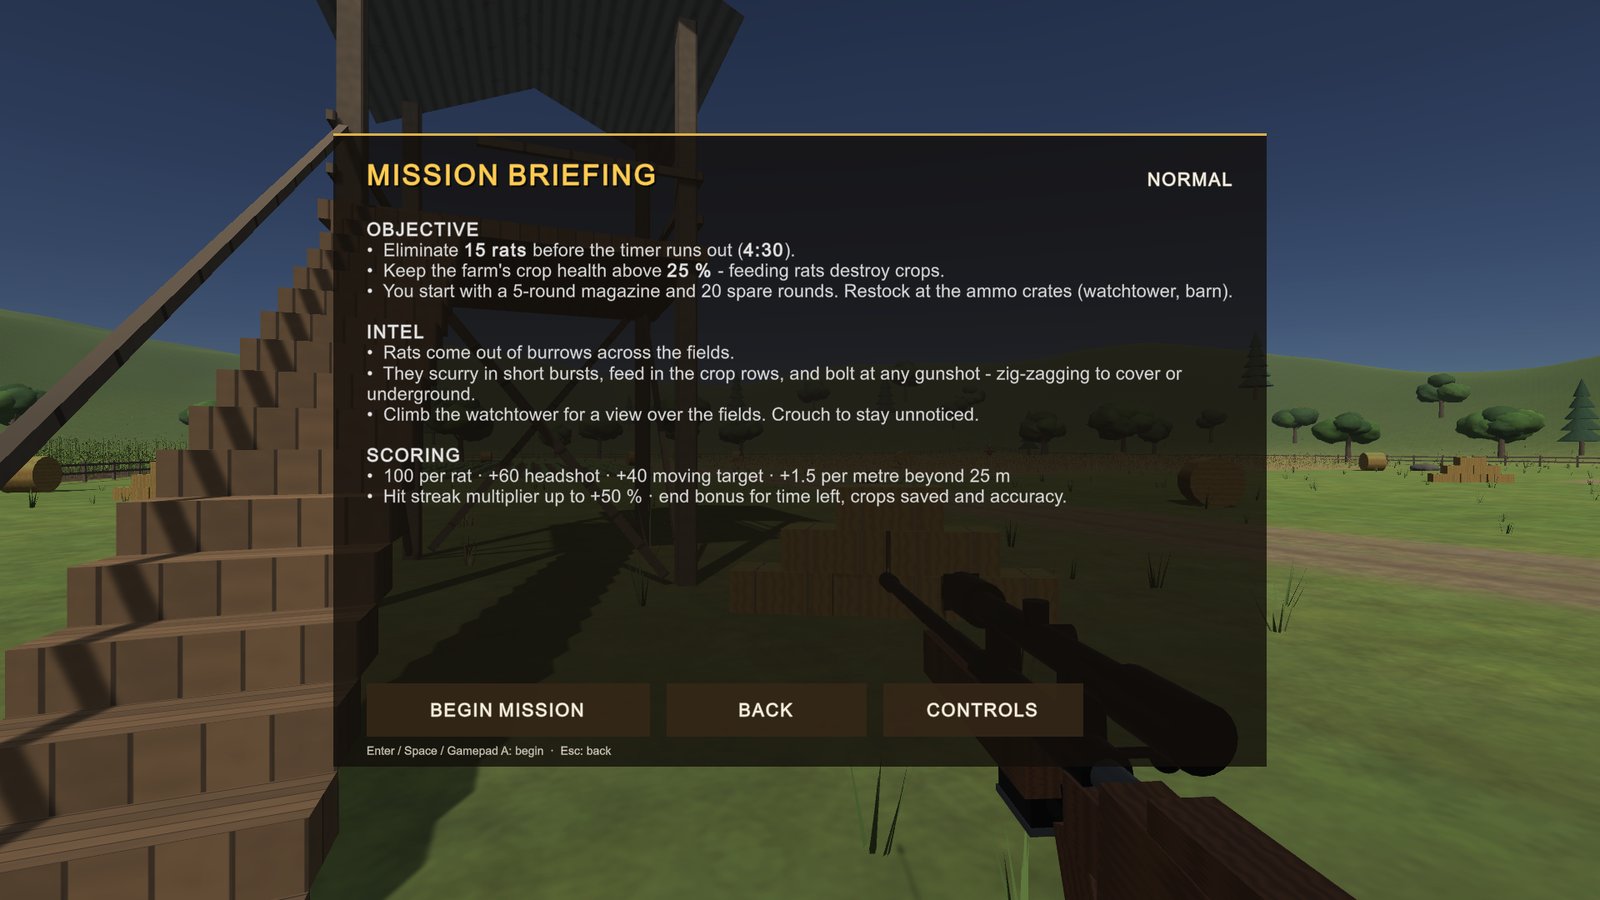 MISSION BRIEFING
NORMAL
OBJECTIVE
• Eliminate 15 rats before the timer runs out (4:30).
• Keep the farm's crop health above 25 % - feeding rats destroy crops.
• You start with a 5-round magazine and 20 spare rounds. Restock at the ammo crates (watchtower, barn).
INTEL
• Rats come out of burrows across the fields.
• They scurry in short bursts, feed in the crop rows, and bolt at any gunshot - zig-zagging to cover or
underground.
• Climb the watchtower for a view over the fields. Crouch to stay unnoticed.
SCORING
• 100 per rat · +60 headshot · +40 moving target · +1.5 per metre beyond 25 m
• Hit streak multiplier up to +50 % · end bonus for time left, crops saved and accuracy.
BEGIN MISSION
BACK
CONTROLS
Enter / Space / Gamepad A: begin · Esc: back